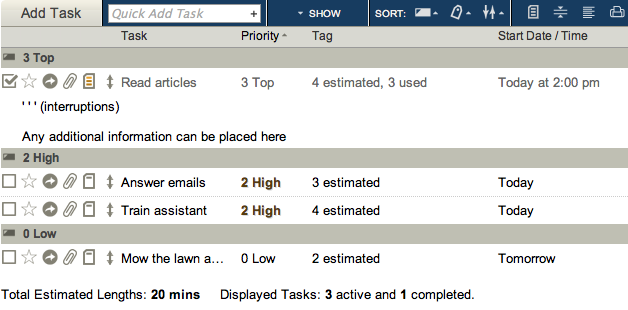 Add Task Quick Add Task + SHOW SORT:
Task Priority Tag Start Date / Time
3 Top
Read articles 3 Top 4 estimated, 3 used Today at 2:00 pm
' ' ' (interruptions)
Any additional information can be placed here
2 High
Answer emails 2 High 3 estimated Today
Train assistant 2 High 4 estimated Today
0 Low
Mow the lawn a... 0 Low 2 estimated Tomorrow
Total Estimated Lengths: 20 mins Displayed Tasks: 3 active and 1 completed.